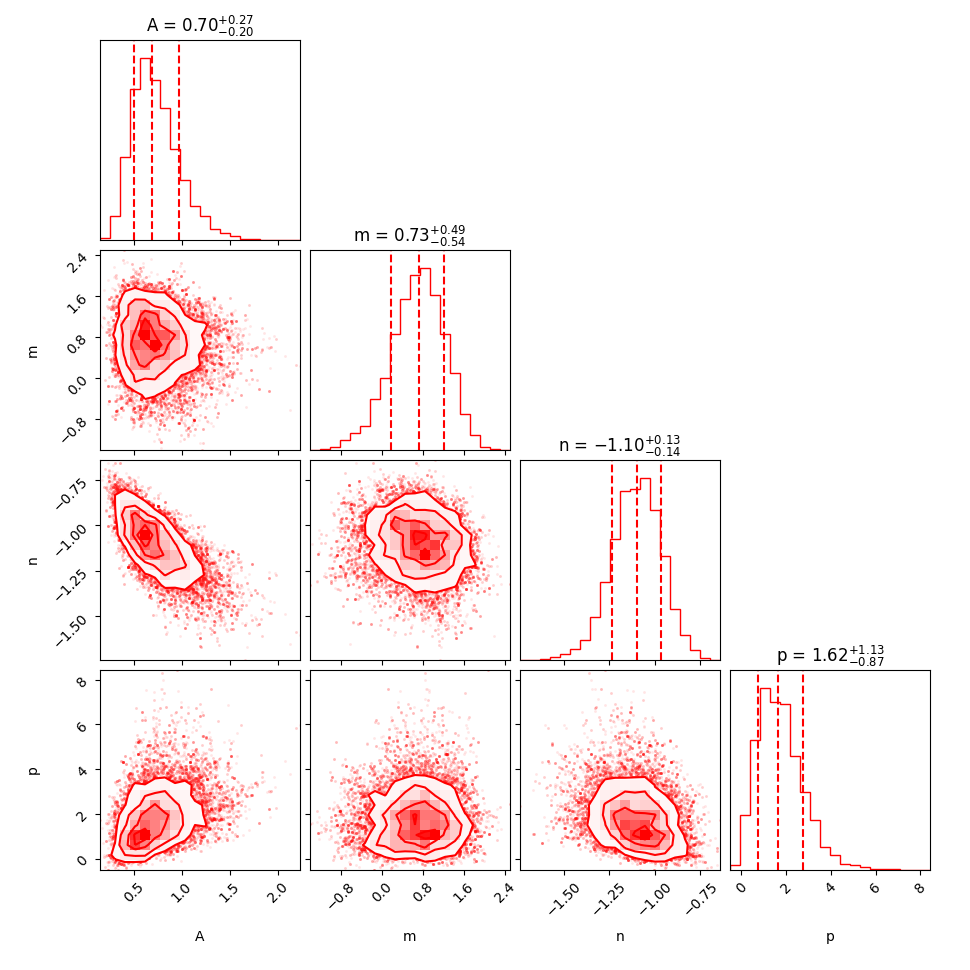 A = 0.70^{+0.27}_{−0.20}
m = 0.73^{+0.49}_{−0.54}
2.4
1.6
0.8
0.0
−0.8
m
n = −1.10^{+0.13}_{−0.14}
−0.75
−1.00
−1.25
−1.50
n
p = 1.62^{+1.13}_{−0.87}
8
6
4
2
0
p
0.5 1.0 1.5 2.0 −0.8 0.0 0.8 1.6 2.4 −1.50 −1.25 −1.00 −0.75 0 2 4 6 8
A m n p